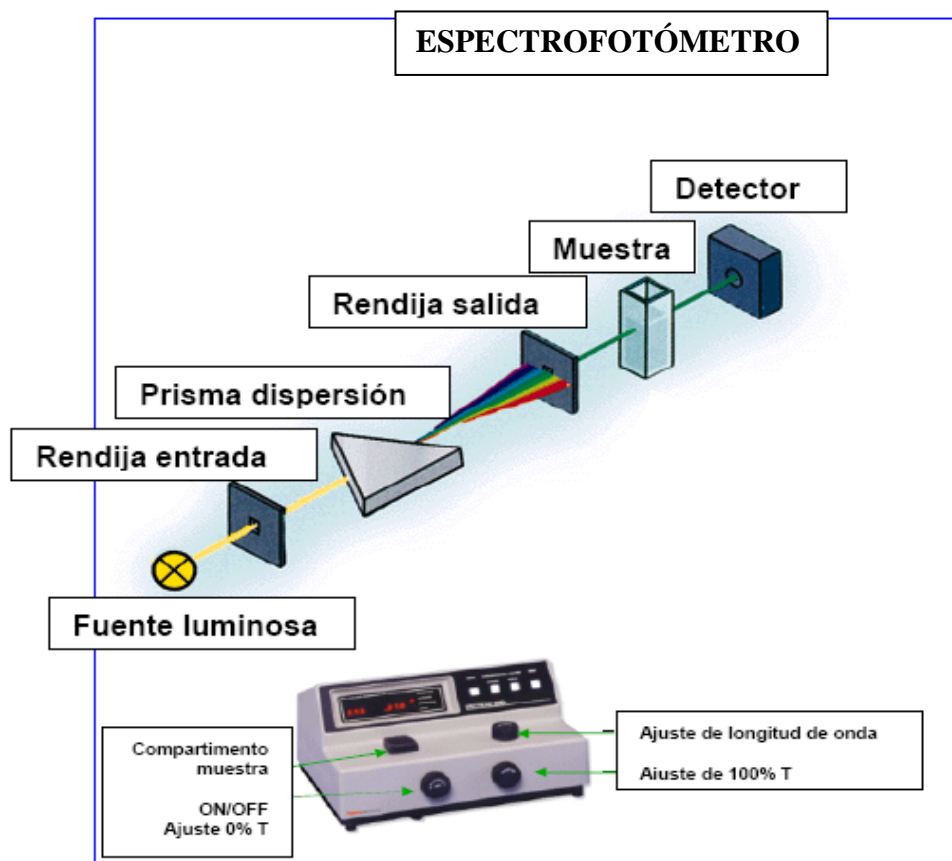 ESPECTROFOTÓMETRO
Detector
Muestra
Rendija salida
Prisma dispersión
Rendija entrada
Fuente luminosa
Compartimento
muestra
ON/OFF
Ajuste 0% T
Ajuste de longitud de onda
Aiuste de 100% T